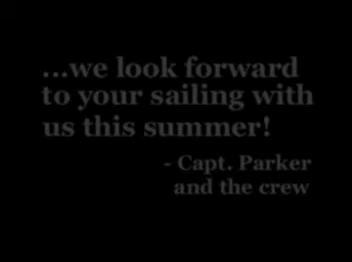 ...we look forward
to your sailing with
us this summer!
- Capt. Parker
and the crew